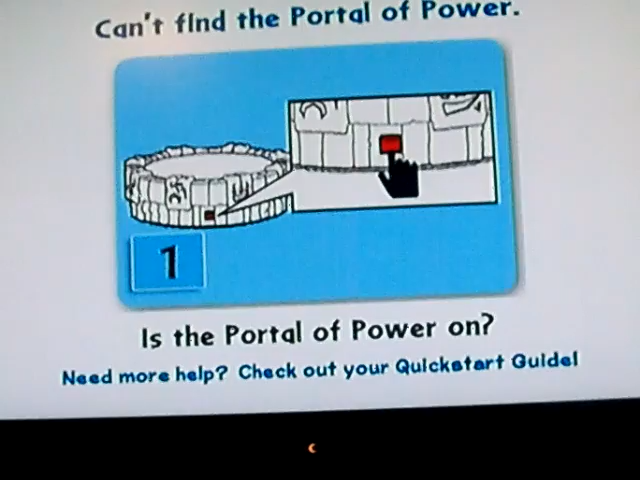 Can't find the Portal of Power.
1
Is the Portal of Power on?
Need more help? Check out your Quickstart Guide!